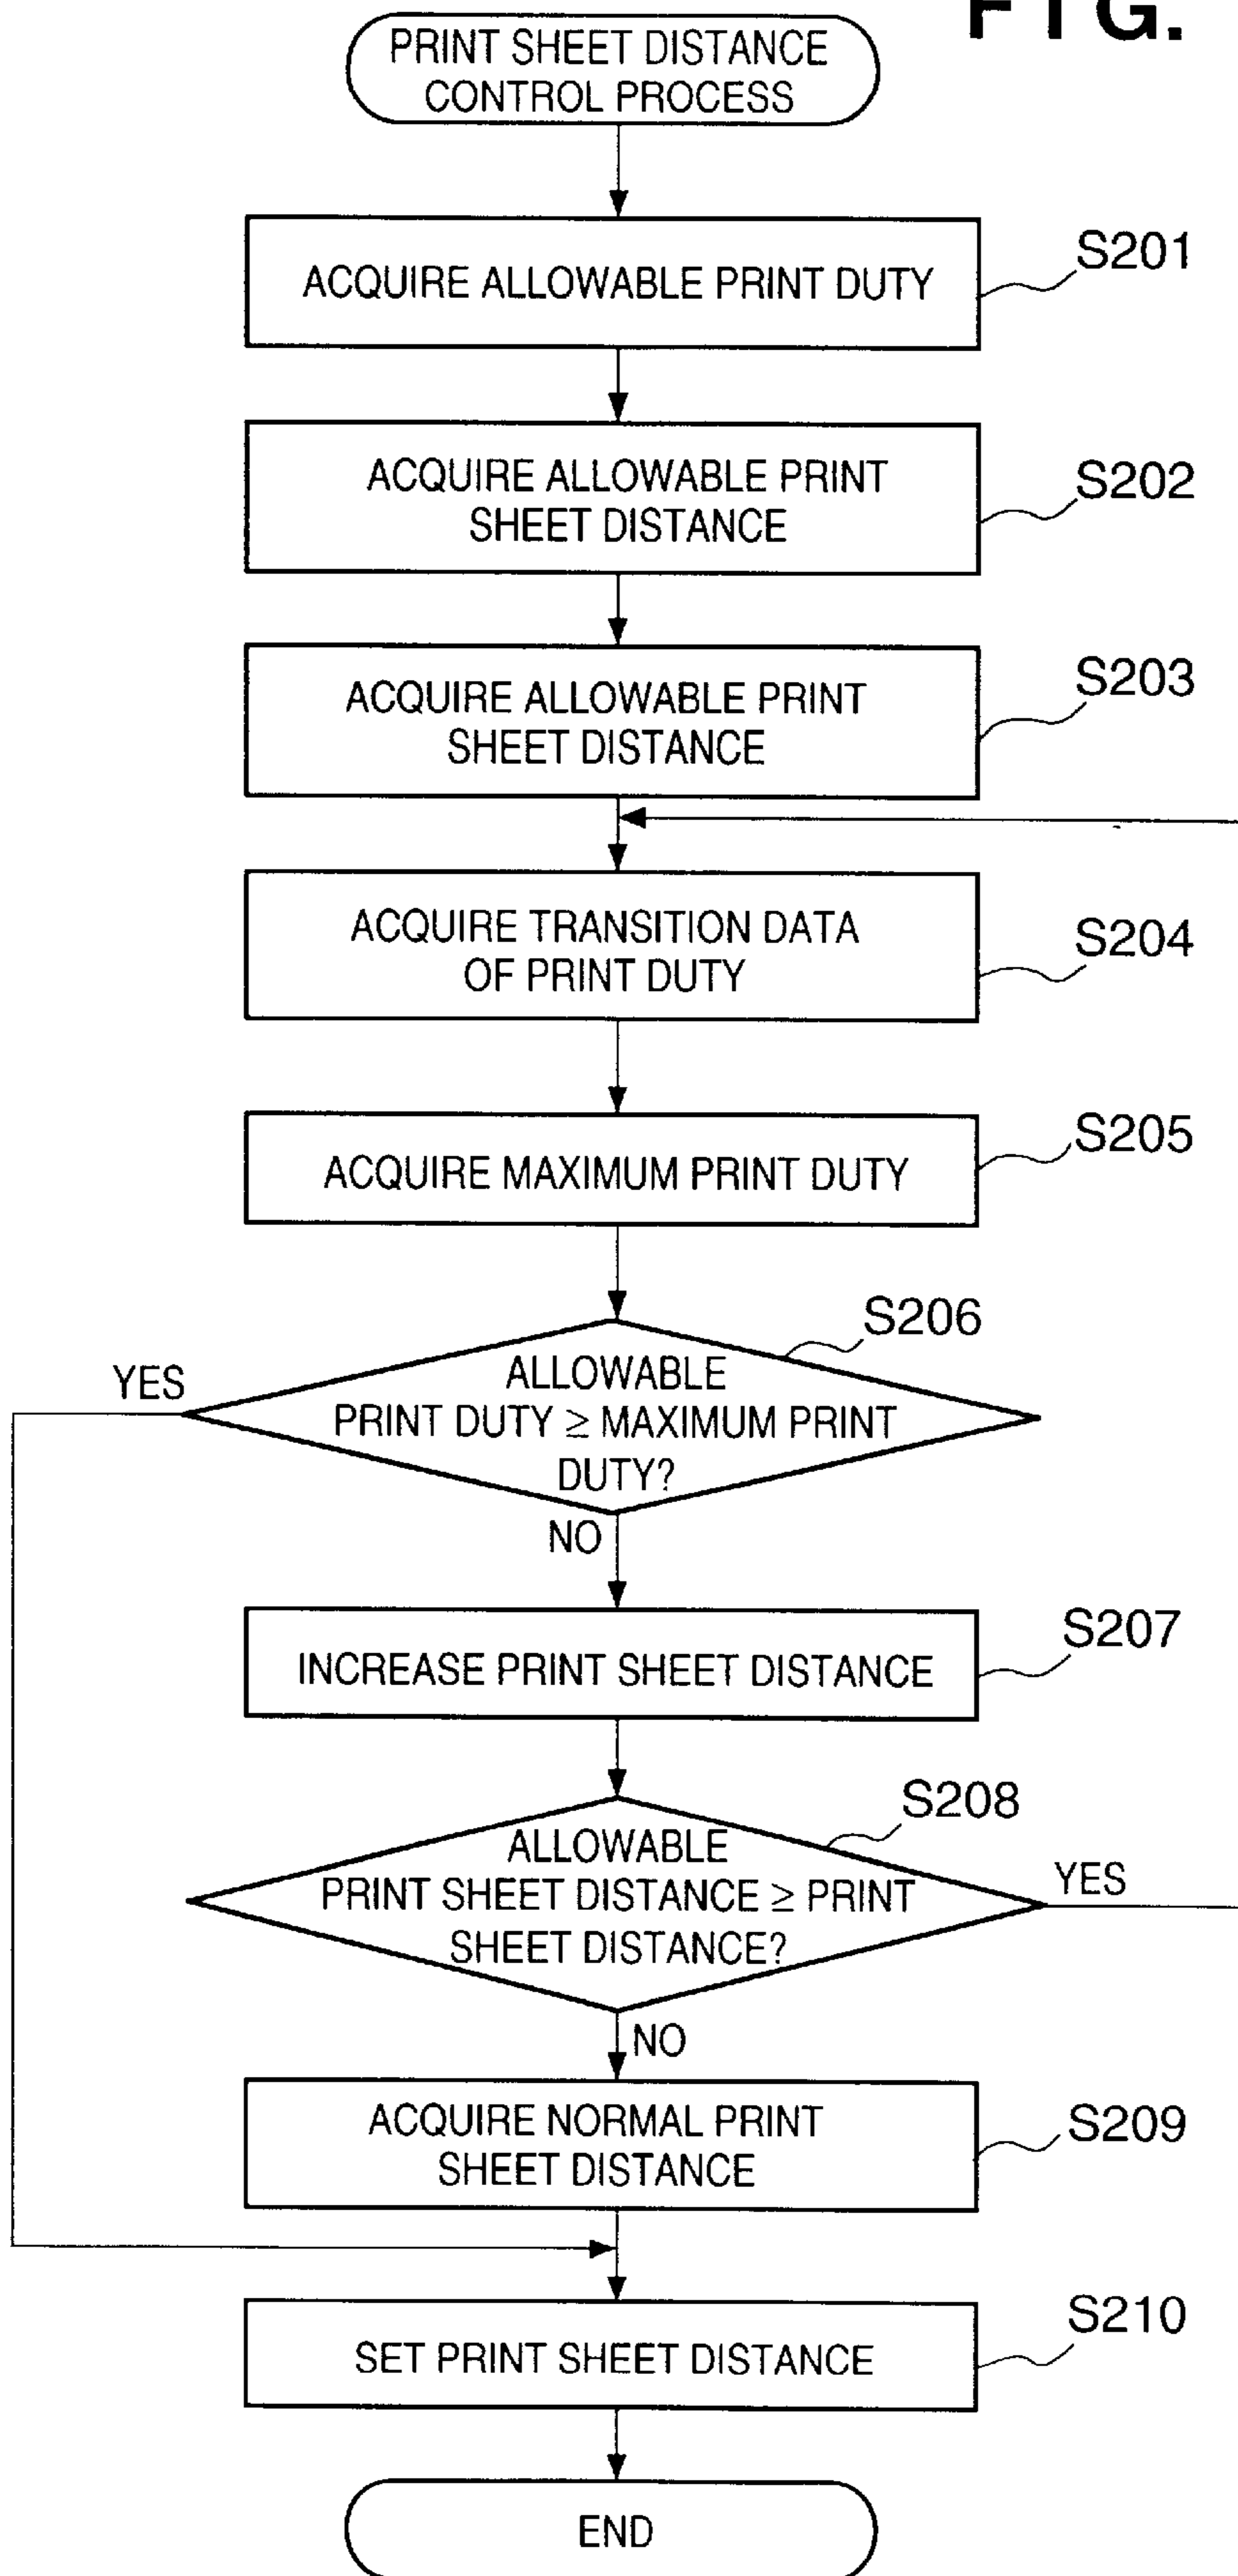 FIG.
PRINT SHEET DISTANCE
CONTROL PROCESS
ACQUIRE ALLOWABLE PRINT DUTY
S201
ACQUIRE ALLOWABLE PRINT
SHEET DISTANCE
S202
ACQUIRE ALLOWABLE PRINT
SHEET DISTANCE
S203
ACQUIRE TRANSITION DATA
OF PRINT DUTY
S204
ACQUIRE MAXIMUM PRINT DUTY
S205
S206
YES
ALLOWABLE
PRINT DUTY ≥ MAXIMUM PRINT
DUTY?
NO
INCREASE PRINT SHEET DISTANCE
S207
S208
ALLOWABLE
PRINT SHEET DISTANCE ≥ PRINT
SHEET DISTANCE?
YES
NO
ACQUIRE NORMAL PRINT
SHEET DISTANCE
S209
SET PRINT SHEET DISTANCE
S210
END